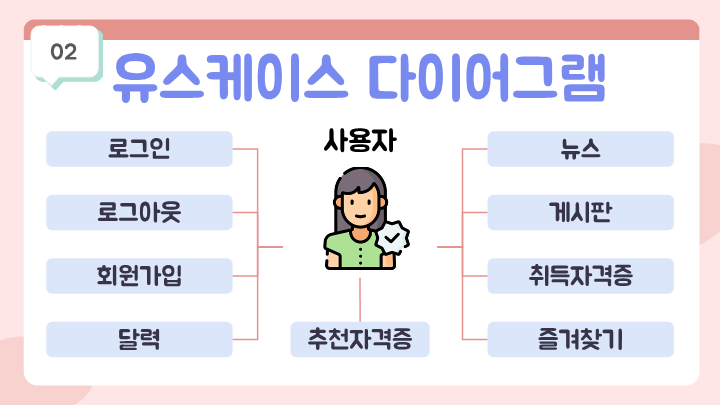 02
유스케이스 다이어그램
사용자
로그인
로그아웃
회원가입
달력
추천자격증
뉴스
게시판
취득자격증
즐겨찾기